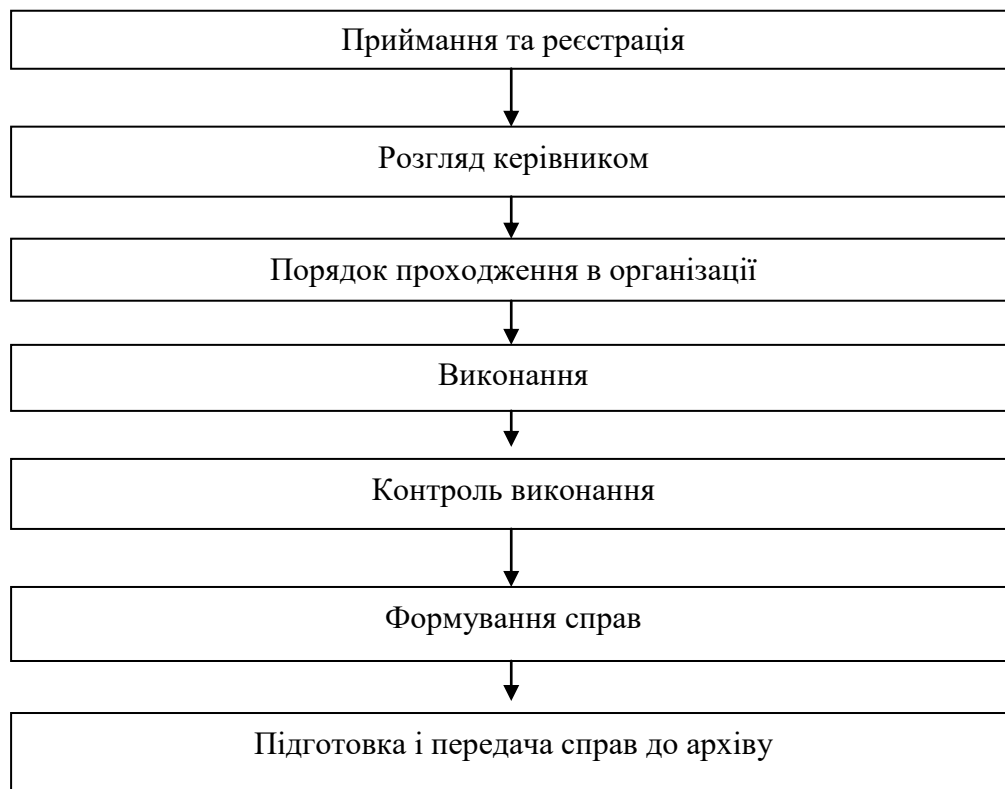 Приймання та реєстрація
Розгляд керівником
Порядок проходження в організації
Виконання
Контроль виконання
Формування справ
Підготовка і передача справ до архіву